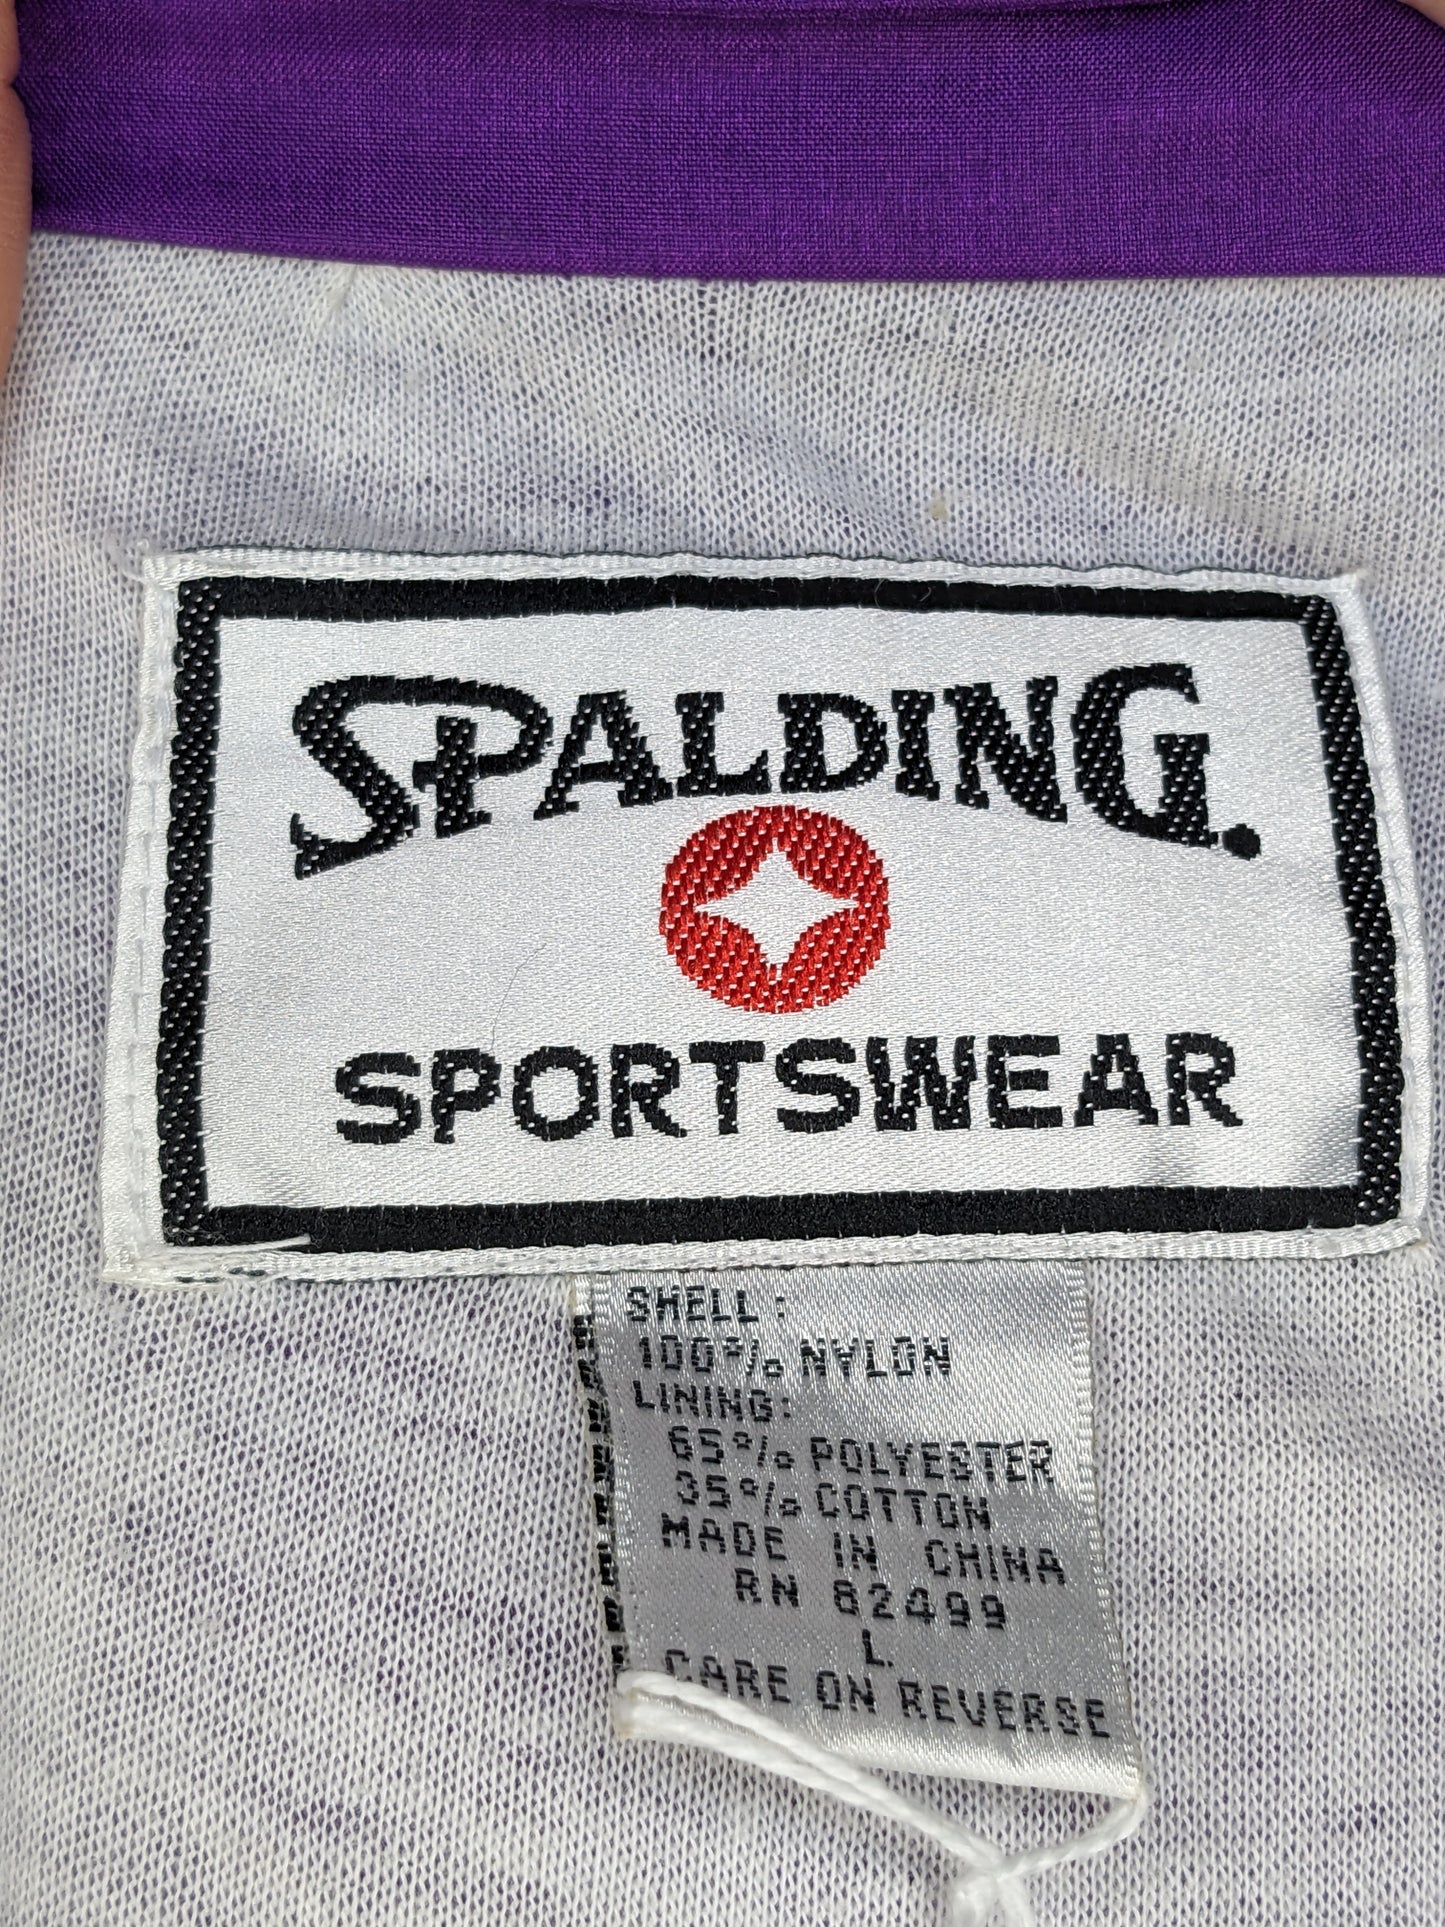 SPALDING.
SPORTSWEAR
SHELL:
100% NYLON
LINING:
65% POLYESTER
35% COTTON
MADE IN CHINA
RN 82499
L.
CARE ON REVERSE